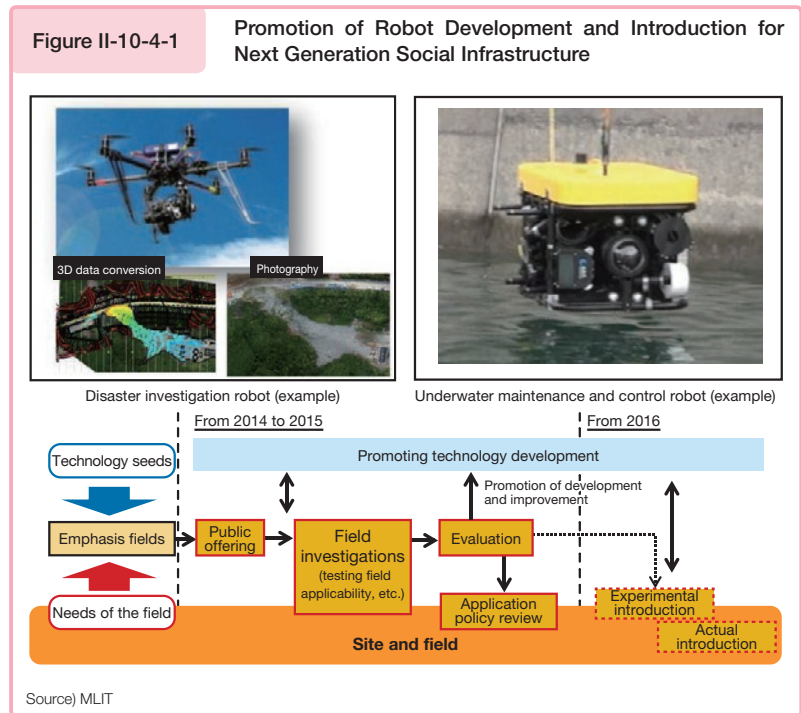 Figure II-10-4-1
Promotion of Robot Development and Introduction for
Next Generation Social Infrastructure
3D data conversion
Photography
Disaster investigation robot (example)
Underwater maintenance and control robot (example)
From 2014 to 2015
From 2016
Technology seeds
Promoting technology development
Promotion of development
and improvement
Emphasis fields
Public
offering
Field
investigations
(testing field
applicability, etc.)
Evaluation
Needs of the field
Application
policy review
Experimental
introduction
Actual
introduction
Site and field
Source) MLIT